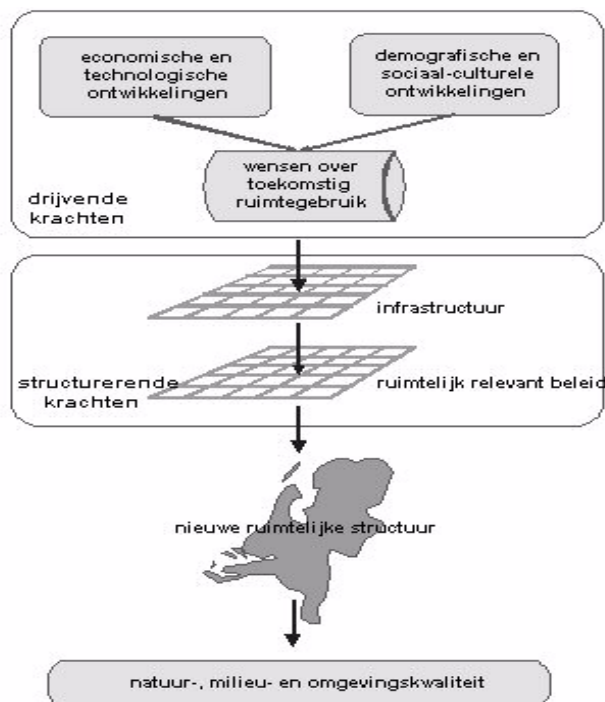 economische en
technologische
ontwikkelingen
demografische en
sociaal-culturele
ontwikkelingen
wensen over
toekomstig
ruimtegebruik
drijvende
krachten
infrastructuur
structurerende
krachten
ruimtelijk relevant beleid
nieuwe ruimtelijke structuur
natuur-, milieu- en omgevingskwaliteit